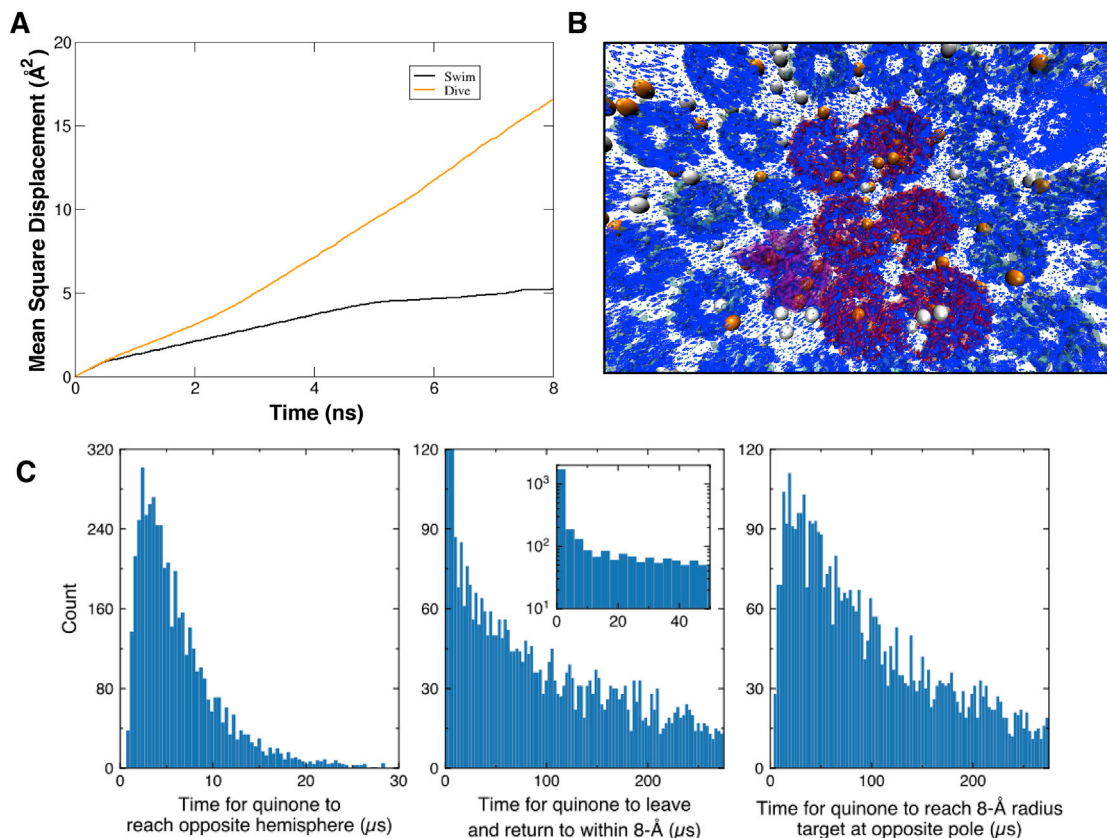 A
B
Mean Square Displacement (Å²)
20
15
10
5
0
Swim
Dive
0 2 4 6 8
Time (ns)
C
Count
320
240
160
80
0
0 10 20 30
Time for quinone to
reach opposite hemisphere (µs)
120
90
60
30
0
10³
10²
10¹
0 20 40
0 100 200
Time for quinone to leave
and return to within 8-Å (µs)
120
90
60
30
0
0 100 200
Time for quinone to reach 8-Å radius
target at opposite pole (µs)